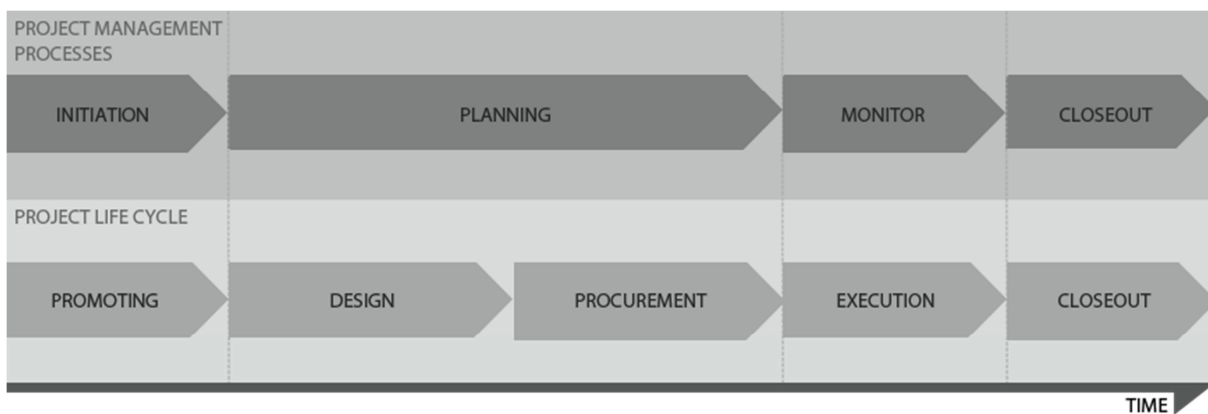 PROJECT MANAGEMENT
PROCESSES
INITIATION
PLANNING
MONITOR
CLOSEOUT
PROJECT LIFE CYCLE
PROMOTING
DESIGN
PROCUREMENT
EXECUTION
CLOSEOUT
TIME